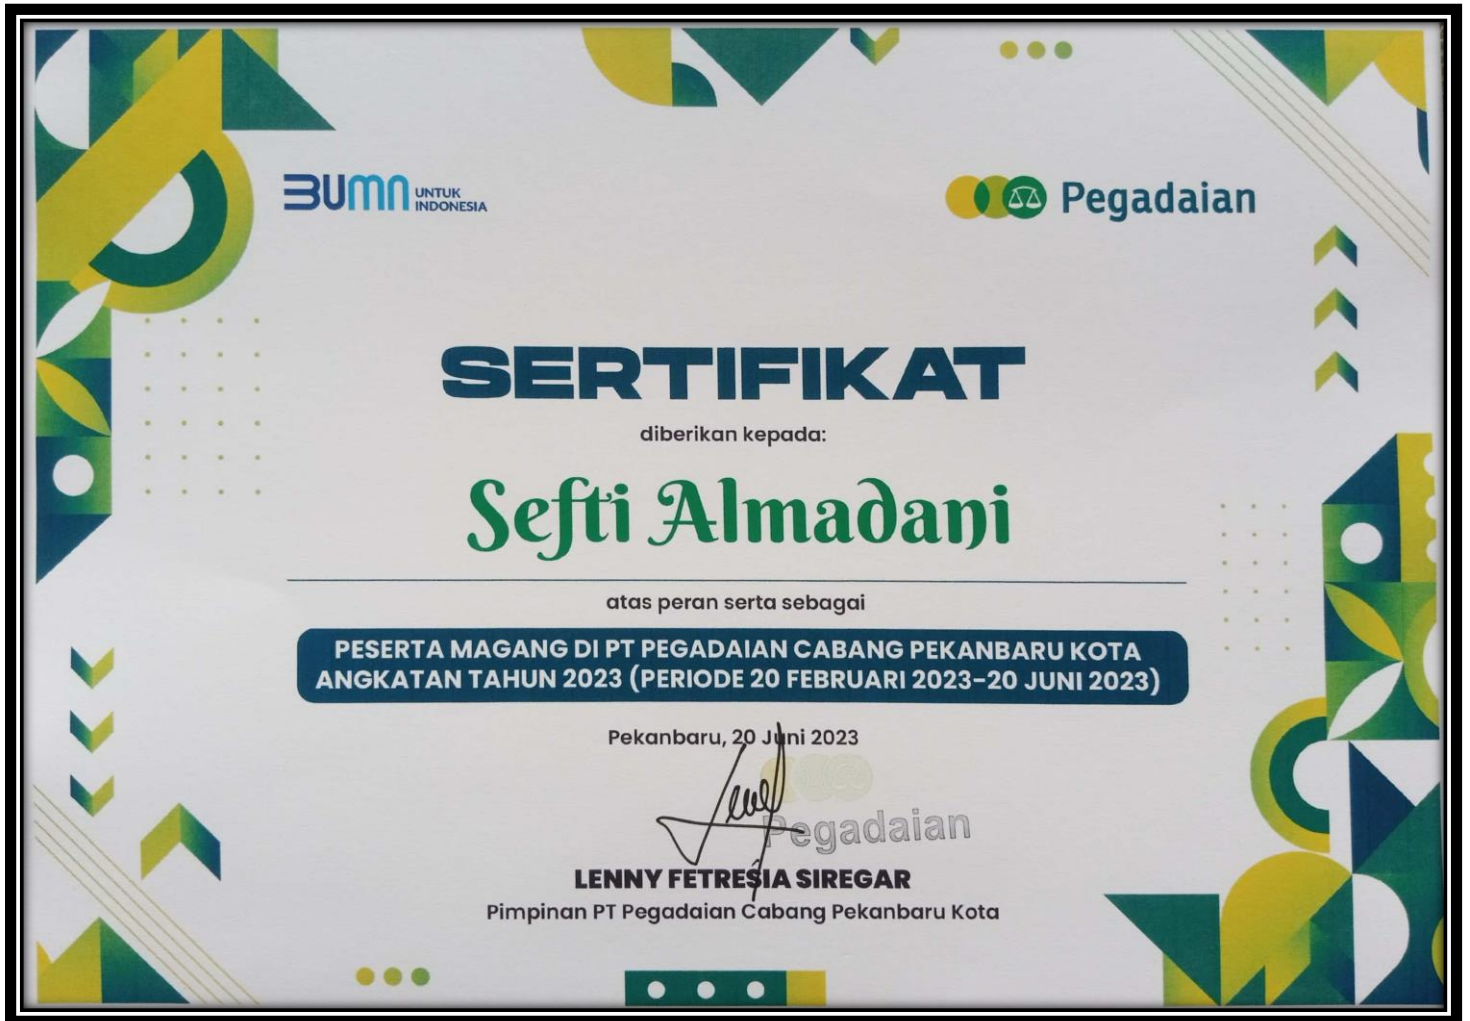 BUMN UNTUK
INDONESIA
Pegadaian
SERTIFIKAT
diberikan kepada:
Sefti Almadani
atas peran serta sebagai
PESERTA MAGANG DI PT PEGADAIAN CABANG PEKANBARU KOTA
ANGKATAN TAHUN 2023 (PERIODE 20 FEBRUARI 2023-20 JUNI 2023)
Pekanbaru, 20 Juni 2023
Pegadaian
LENNY FETRESIA SIREGAR
Pimpinan PT Pegadaian Cabang Pekanbaru Kota